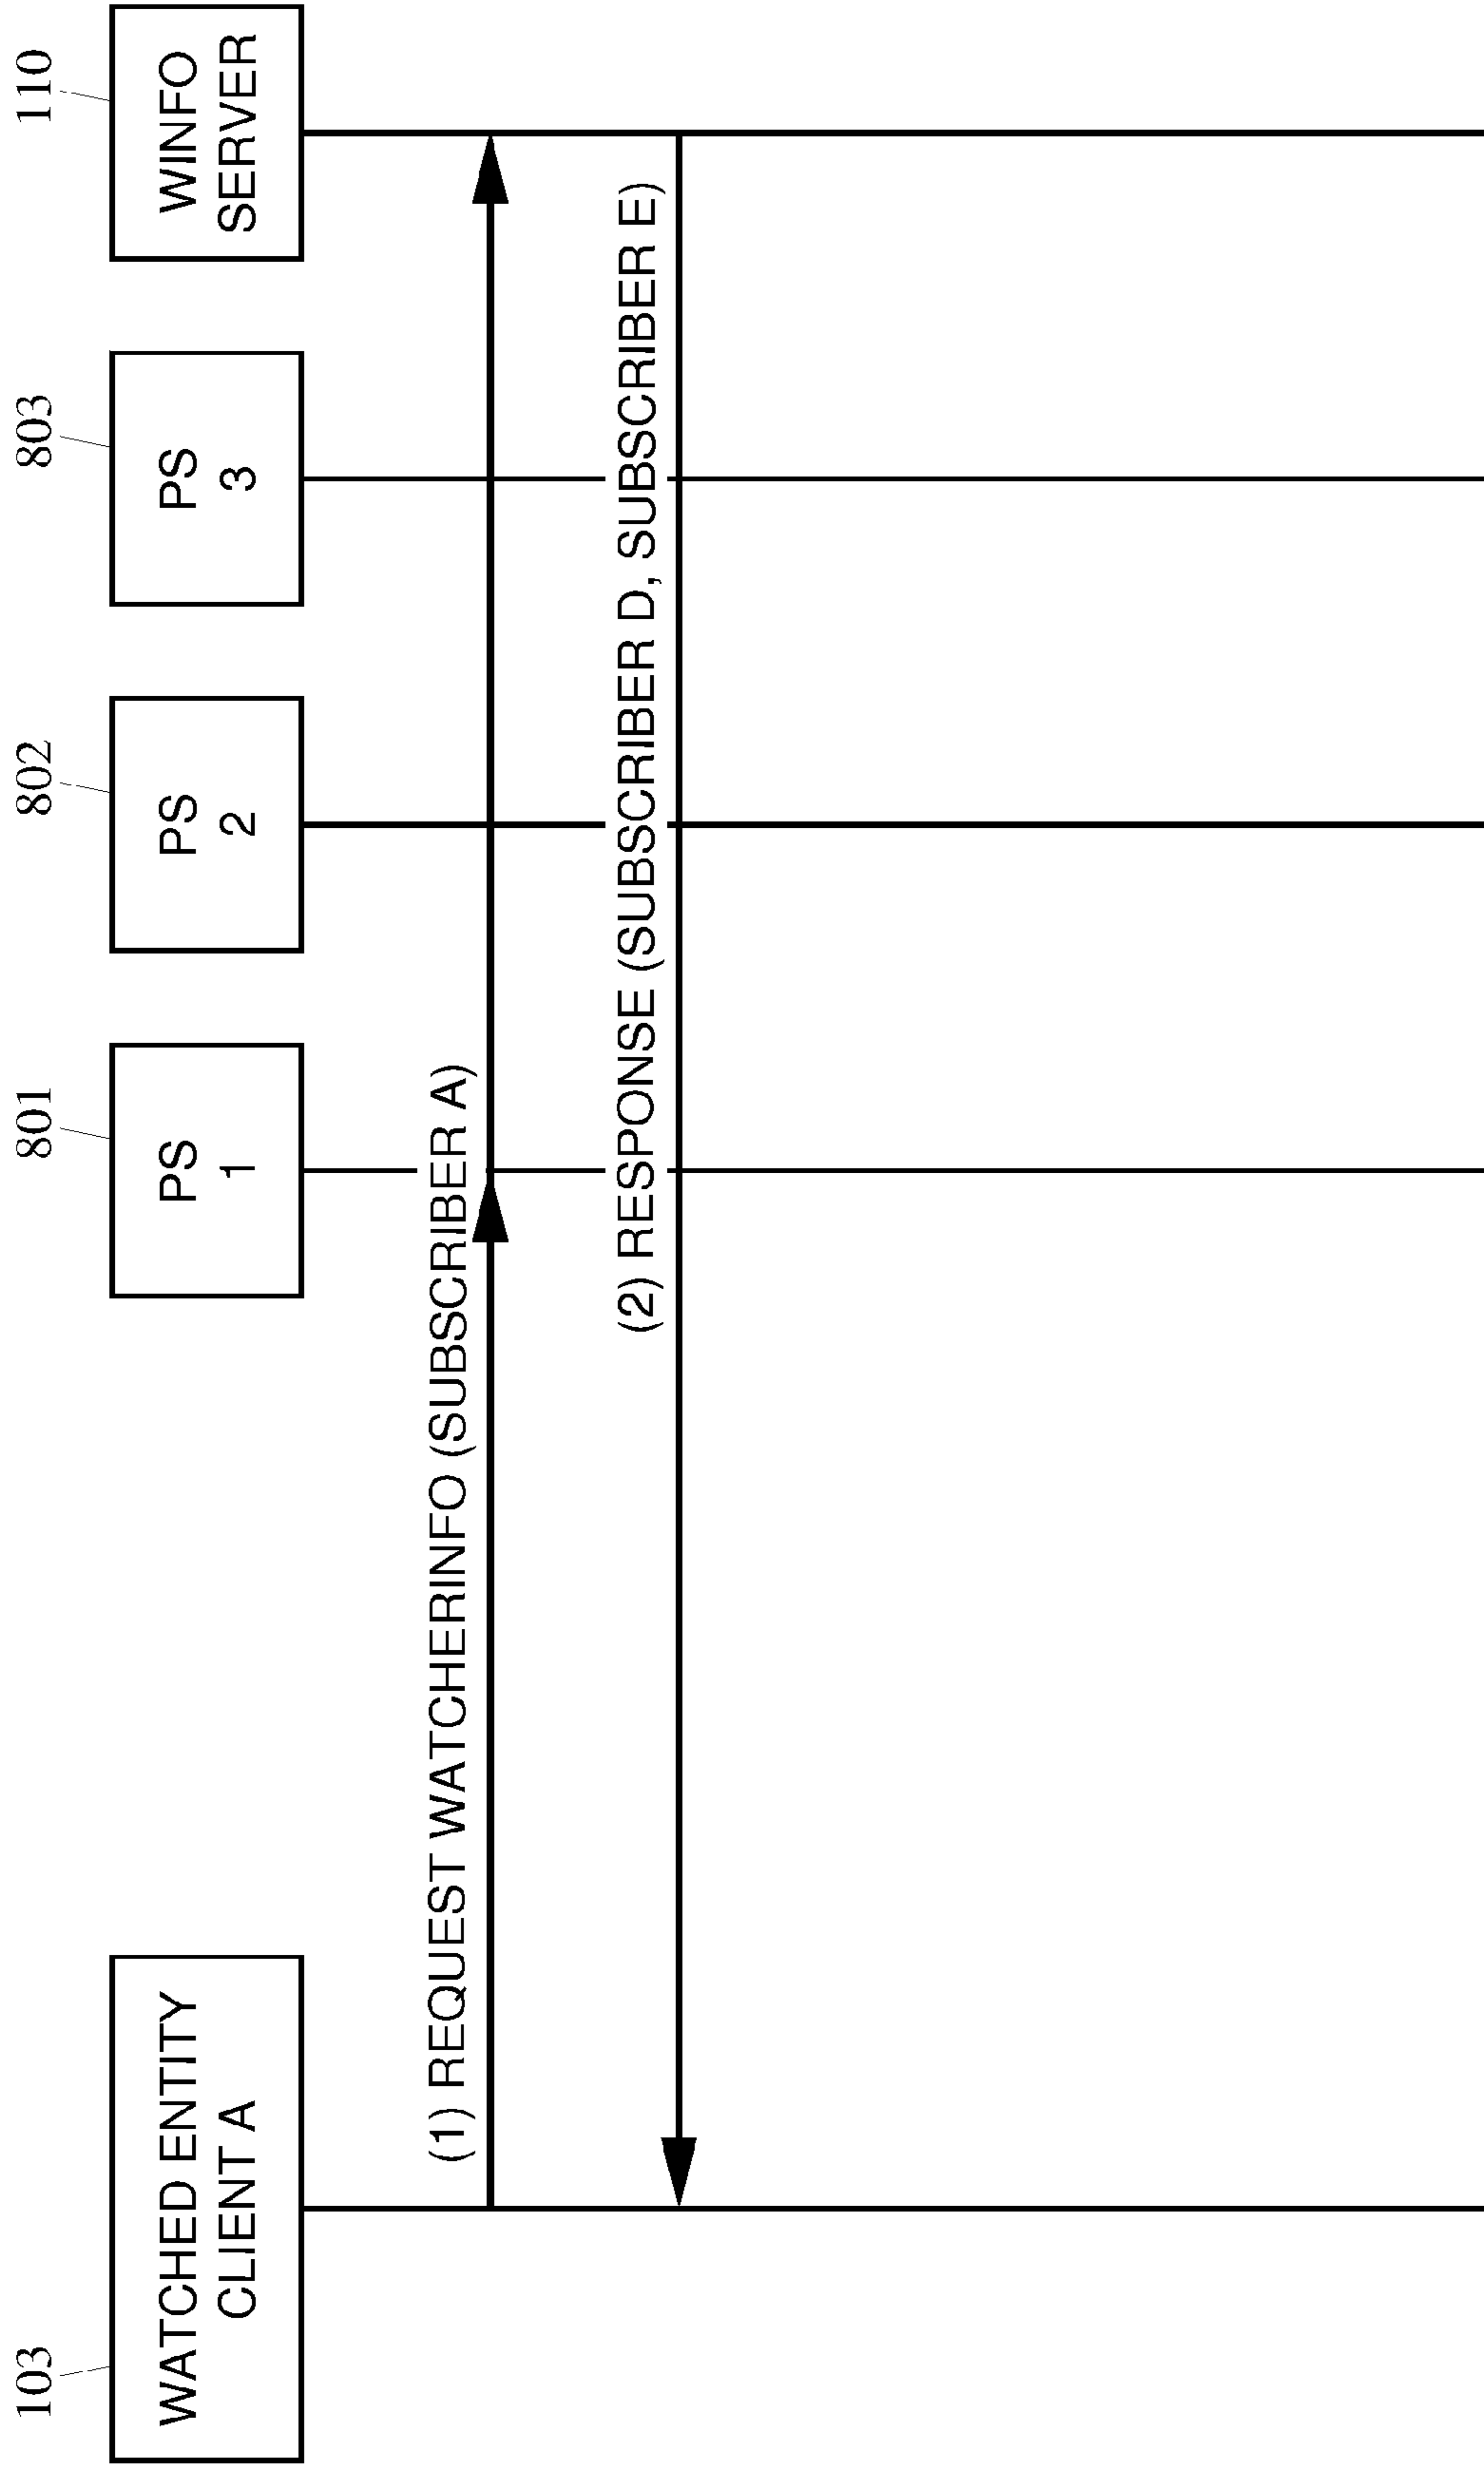 103
801
802
803
110
WATCHED ENTITY
CLIENT A
PS
1
PS
2
PS
3
WINFO
SERVER
(1) REQUEST WATCHERINFO (SUBSCRIBER A)
(2) RESPONSE (SUBSCRIBER D, SUBSCRIBER E)